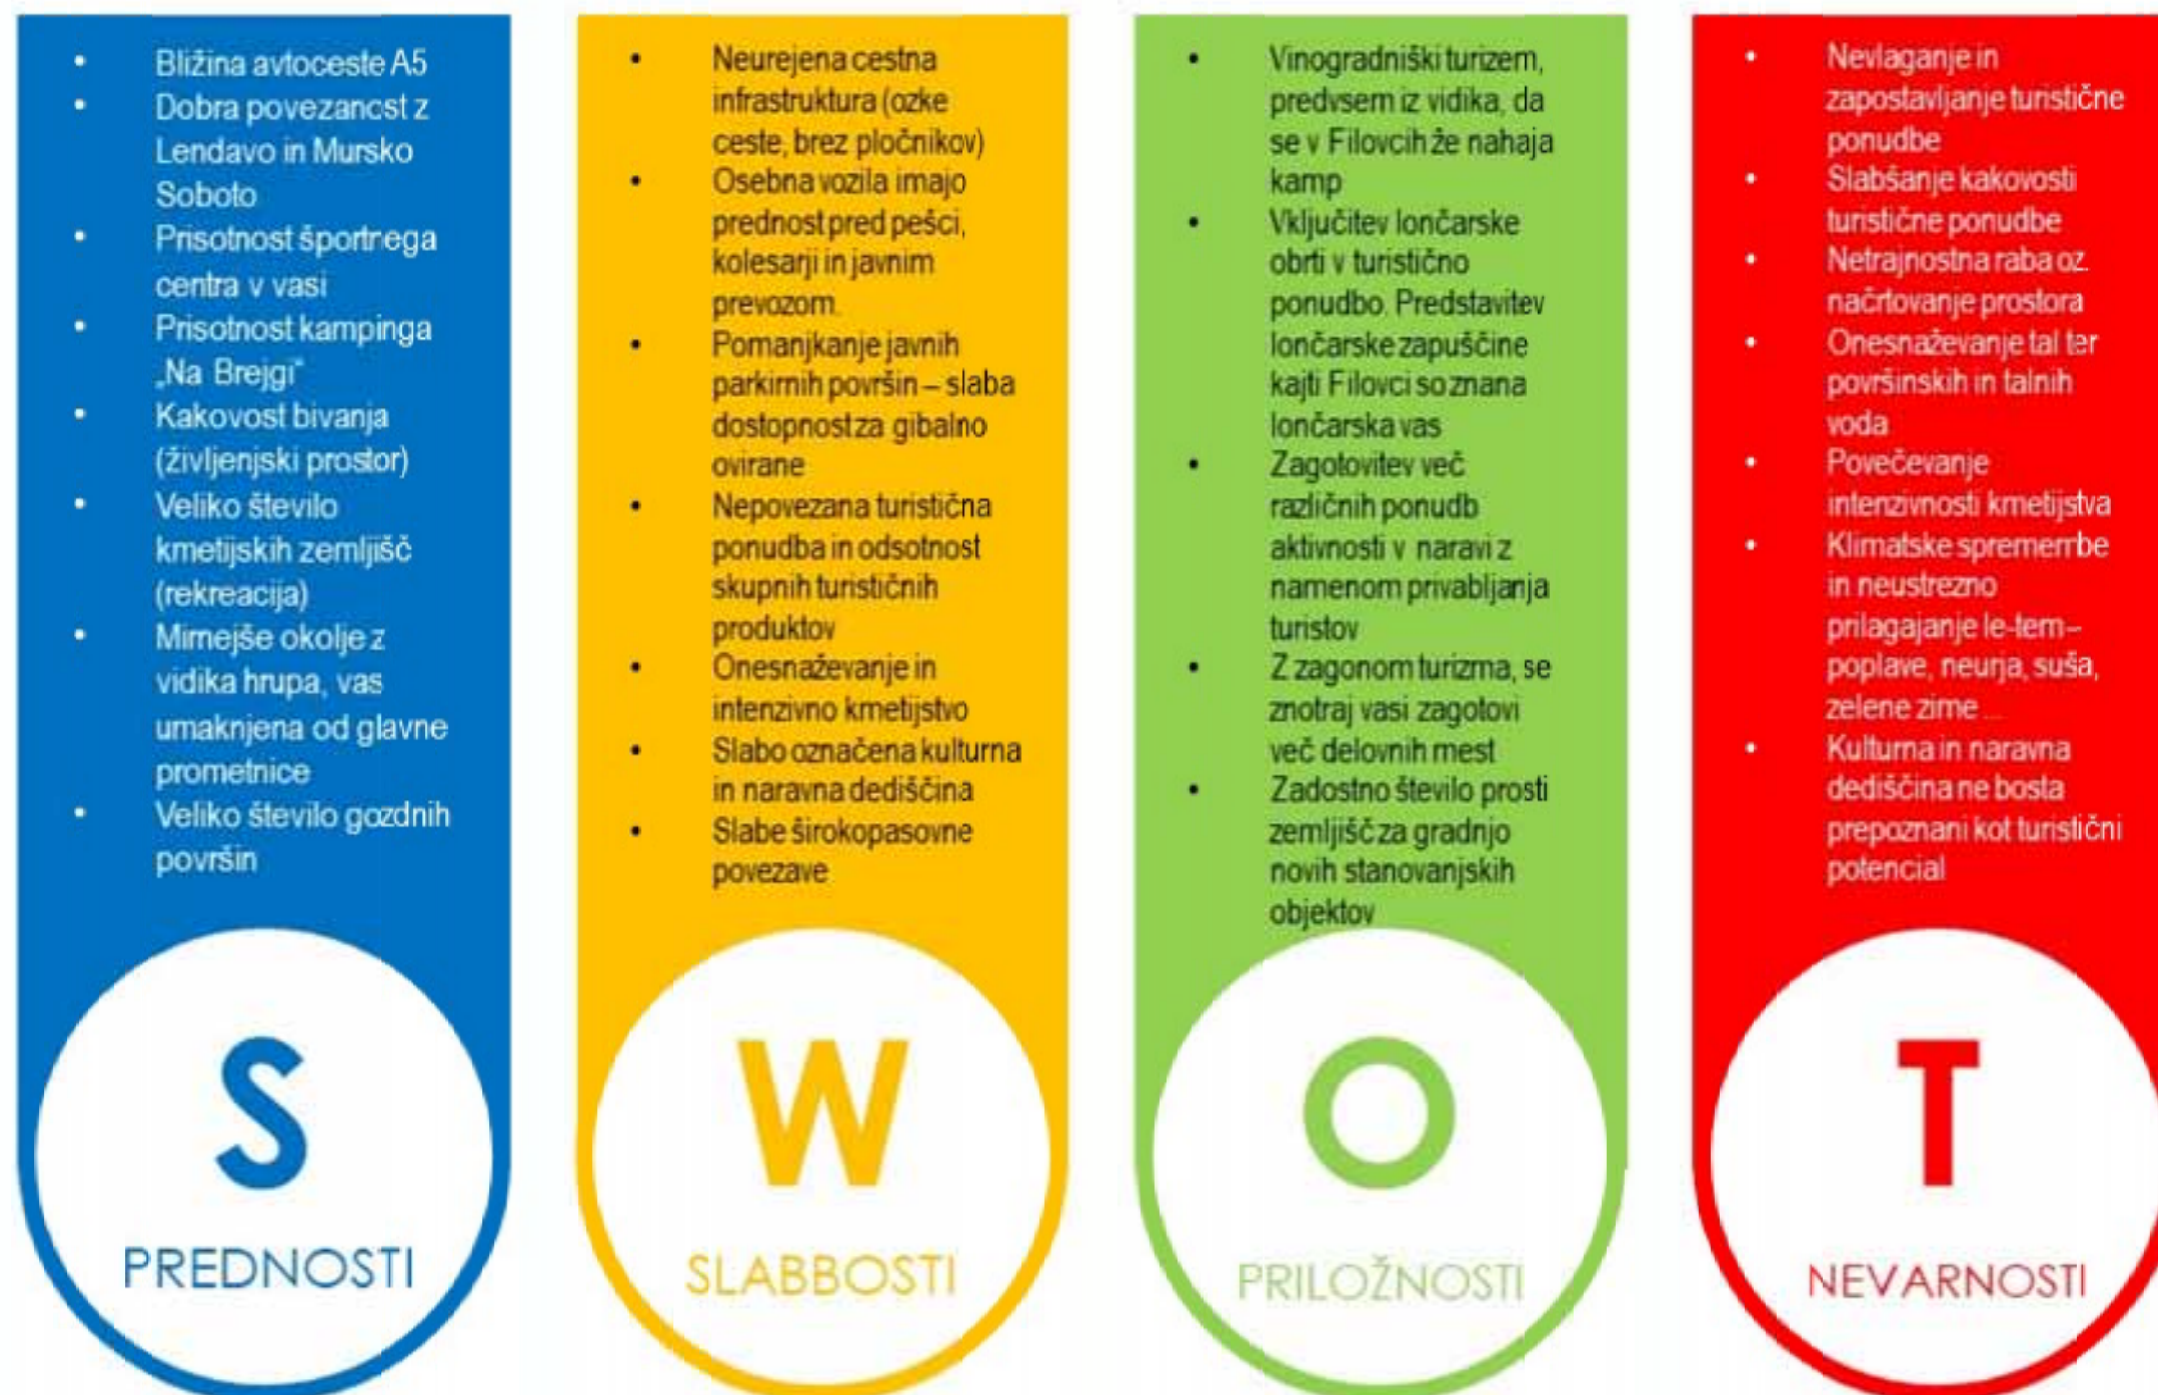 • Bližina avtoceste A5
• Dobra povezanost z
Lendavo in Mursko
Soboto
• Prisotnost športnega
centra v vasi
• Prisotnost kampinga
„Na Brejgi“
• Kakovost bivanja
(življenjski prostor)
• Veliko število
kmetijskih zemljišč
(rekreacija)
• Mirnejše okolje z
vidika hrupa, vas
umaknjena od glavne
prometnice
• Veliko število gozdnih
površin
S
PREDNOSTI
• Neurejena cestna
infrastruktura (ozke
ceste, brez pločnikov)
• Osebna vozila imajo
prednost pred pešci,
kolesarji in javnim
prevozom.
• Pomanjkanje javnih
parkirnih površin – slaba
dostopnost za gibalno
ovirane
• Nepovezana turistična
ponudba in odsotnost
skupnih turističnih
produktov
• Onesnaževanje in
intenzivno kmetijstvo
• Slabo označena kulturna
in naravna dediščina
• Slabe širokopasovne
povezave
W
SLABBOSTI
• Vinogradniški turizem,
predvsem iz vidika, da
se v Filovcih že nahaja
kamp
• Vključitev lončarske
obrti v turistično
ponudbo. Predstavitev
lončarske zapuščine
kajti Filovci so znana
lončarska vas
• Zagotovitev več
različnih ponudb
aktivnosti v naravi z
namenom privabljanja
turistov
• Z zagonom turizma, se
znotraj vasi zagotovi
več delovnih mest
• Zadostno število prosti
zemljišč za gradnjo
novih stanovanjskih
objektov
O
PRILOŽNOSTI
• Nevlaganje in
zapostavljanje turistične
ponudbe
• Slabšanje kakovosti
turistične ponudbe
• Netrajnostna raba oz.
načrtovanje prostora
• Onesnaževanje tal ter
površinskih in talnih
voda
• Povečevanje
intenzivnosti kmetijstva
• Klimatske spremembe
in neustrezno
prilagajanje le-tem –
poplave, neurja, suša,
zelene zime ...
• Kulturna in naravna
dediščina ne bosta
prepoznani kot turistični
potencial
T
NEVARNOSTI